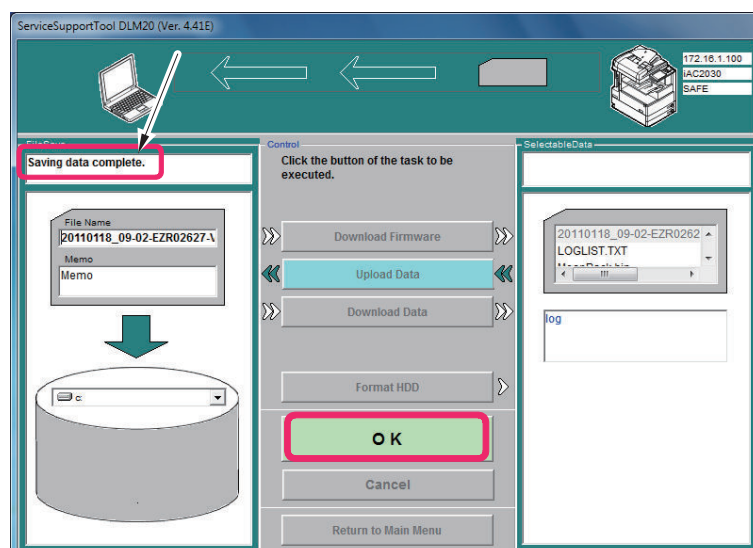 ServiceSupportTool DLM20 (Ver. 4.41E)
172.16.1.100
iAC2030
SAFE
Saving data complete.
File Name
20110118_09-02-EZR02627-\
Memo
Memo
c:
Control
Click the button of the task to be
executed.
Download Firmware
Upload Data
Download Data
Format HDD
O K
Cancel
Return to Main Menu
SelectableData
20110118_09-02-EZR0262
LOGLIST.TXT
log